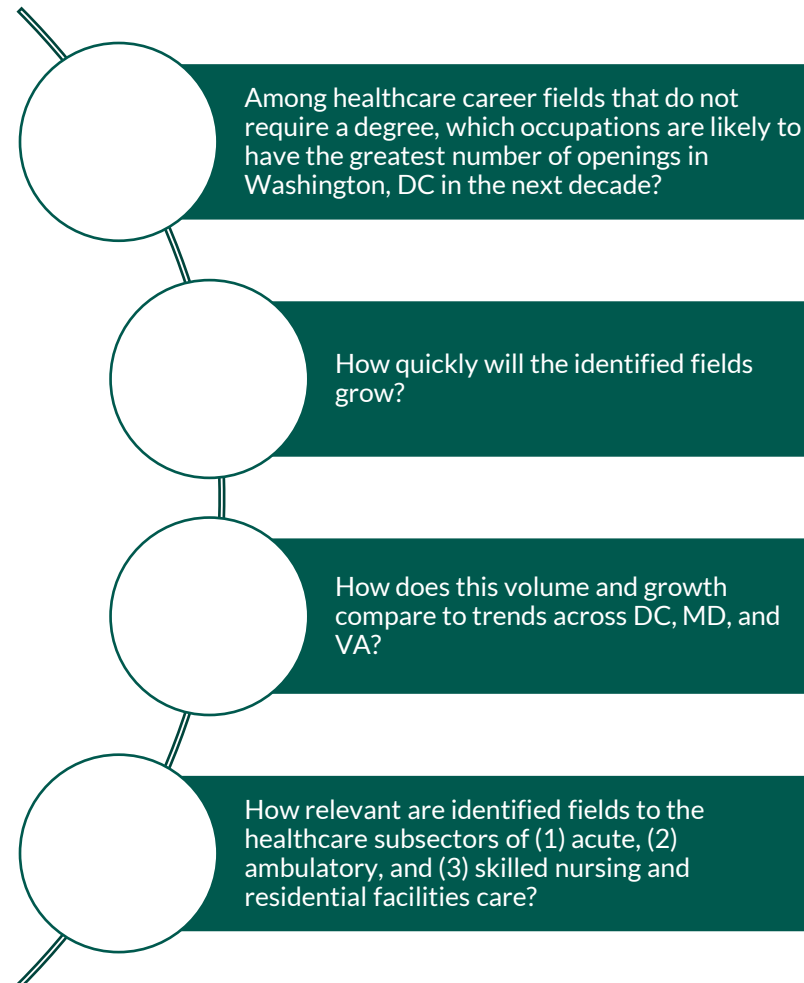 Among healthcare career fields that do not
require a degree, which occupations are likely to
have the greatest number of openings in
Washington, DC in the next decade?
How quickly will the identified fields
grow?
How does this volume and growth
compare to trends across DC, MD, and
VA?
How relevant are identified fields to the
healthcare subsectors of (1) acute, (2)
ambulatory, and (3) skilled nursing and
residential facilities care?